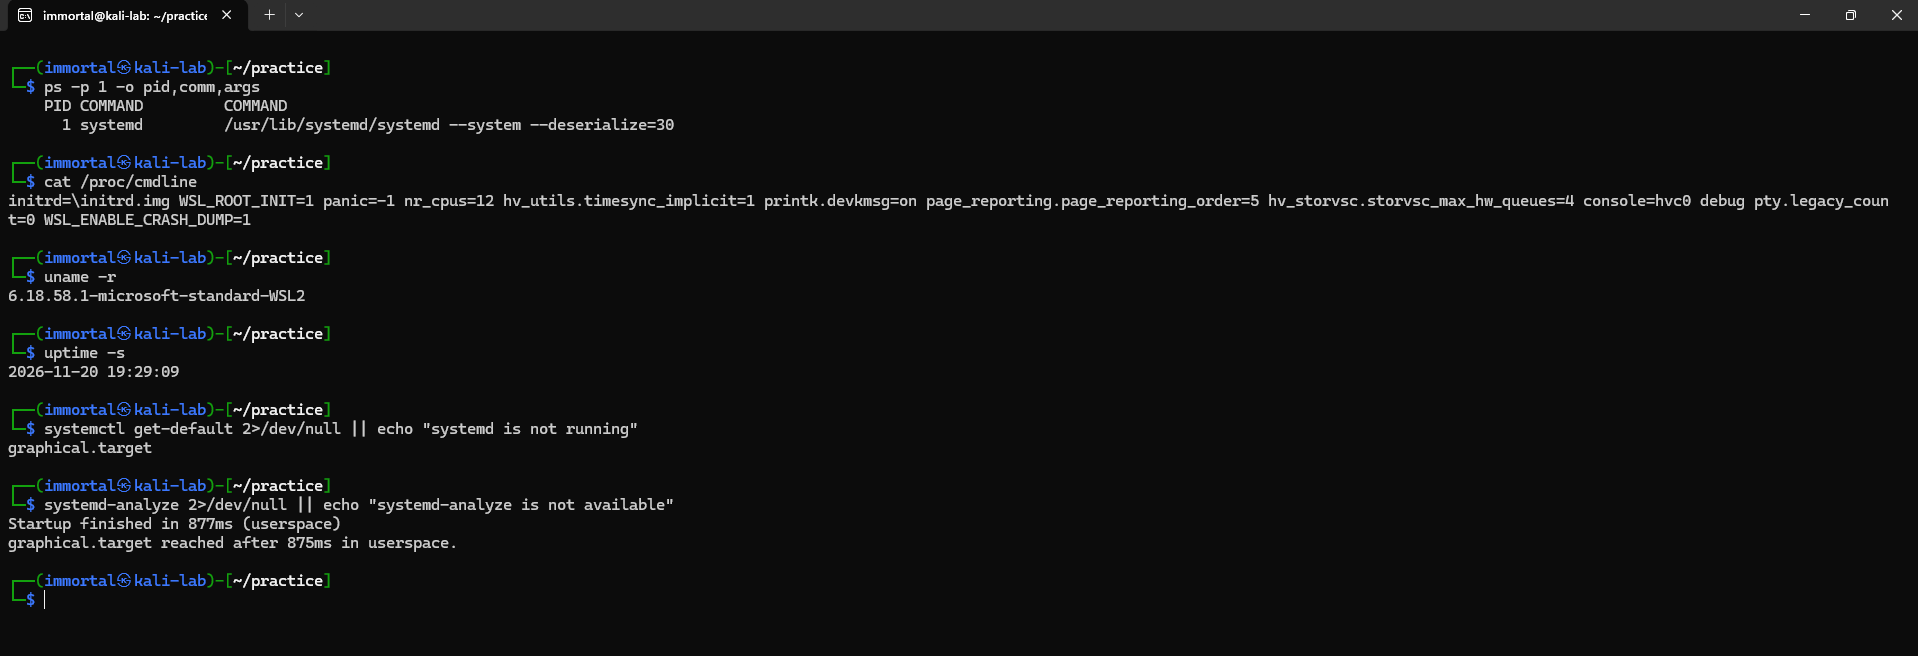 immortal@kali-lab: ~/practice
┌──(immortal㉿kali-lab)-[~/practice]
└─$ ps -p 1 -o pid,comm,args
    PID COMMAND         COMMAND
      1 systemd         /usr/lib/systemd/systemd --system --deserialize=30
┌──(immortal㉿kali-lab)-[~/practice]
└─$ cat /proc/cmdline
initrd=\initrd.img WSL_ROOT_INIT=1 panic=-1 nr_cpus=12 hv_utils.timesync_implicit=1 printk.devkmsg=on page_reporting.page_reporting_order=5 hv_storvsc.storvsc_max_hw_queues=4 console=hvc0 debug pty.legacy_coun
t=0 WSL_ENABLE_CRASH_DUMP=1
┌──(immortal㉿kali-lab)-[~/practice]
└─$ uname -r
6.18.58.1-microsoft-standard-WSL2
┌──(immortal㉿kali-lab)-[~/practice]
└─$ uptime -s
2026-11-20 19:29:09
┌──(immortal㉿kali-lab)-[~/practice]
└─$ systemctl get-default 2>/dev/null || echo "systemd is not running"
graphical.target
┌──(immortal㉿kali-lab)-[~/practice]
└─$ systemd-analyze 2>/dev/null || echo "systemd-analyze is not available"
Startup finished in 877ms (userspace)
graphical.target reached after 875ms in userspace.
┌──(immortal㉿kali-lab)-[~/practice]
└─$